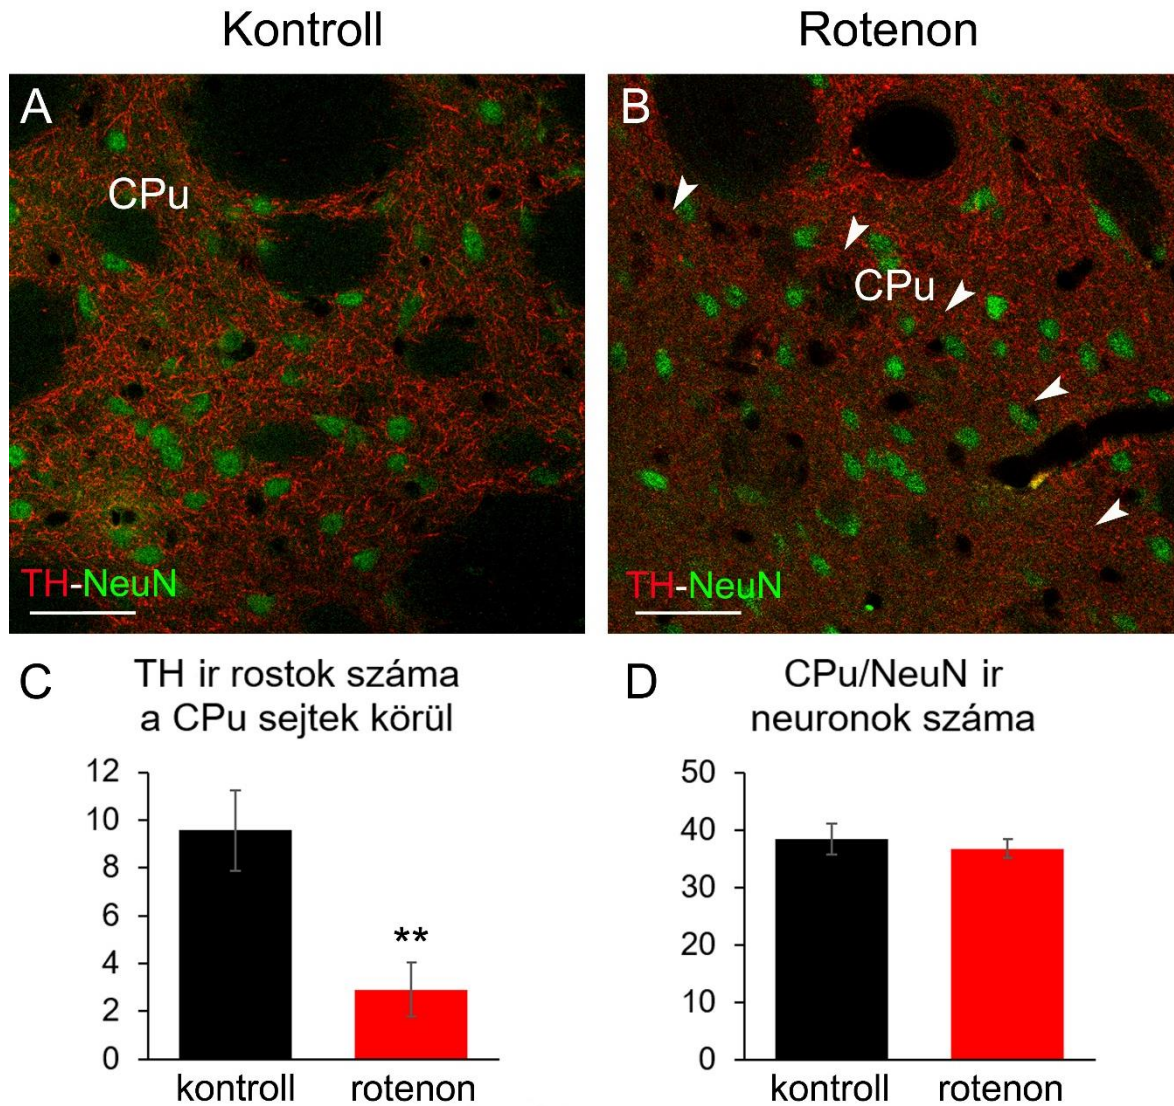 Kontroll
Rotenon
A
B
CPu
CPu
TH-NeuN
TH-NeuN
C
TH ir rostok száma
a CPu sejtek körül
12
10
8
6
4
2
0
**
kontroll
rotenon
D
CPu/NeuN ir
neuronok száma
50
40
30
20
10
0
kontroll
rotenon